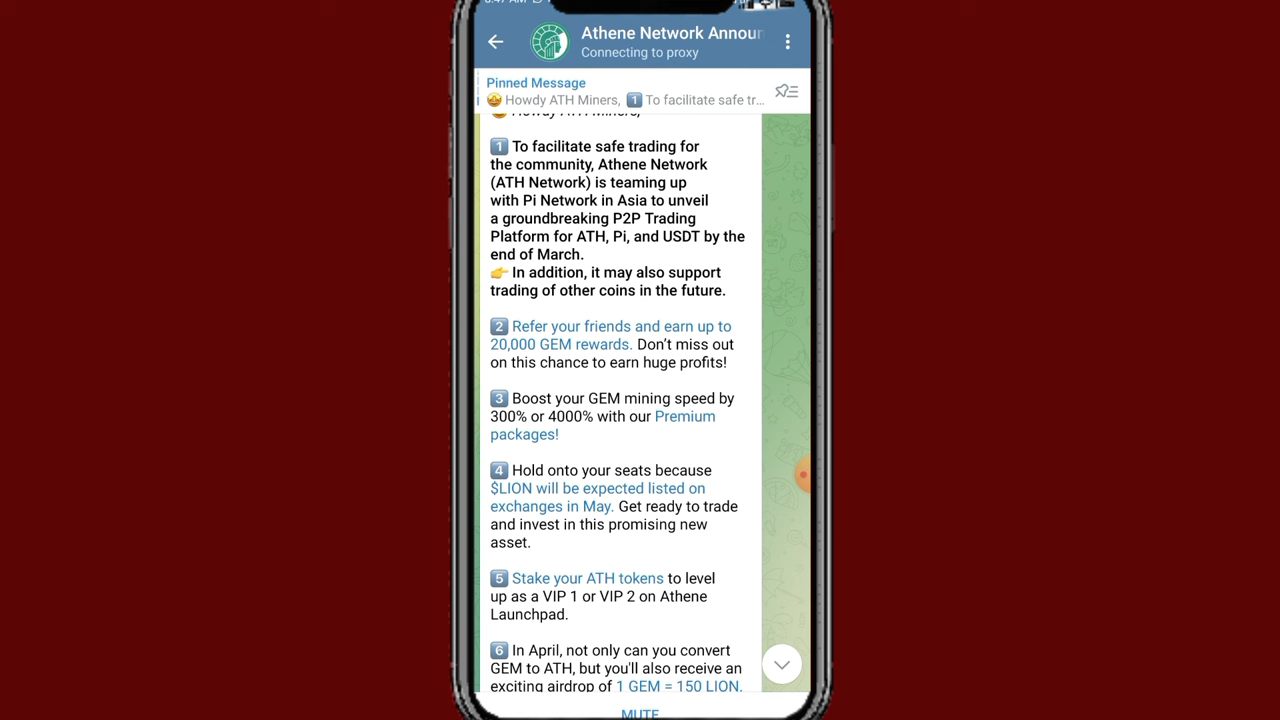 Athene Network Annour
Connecting to proxy
Pinned Message
🤩 Howdy ATH Miners, 1️⃣ To facilitate safe tr...
Howdy ATH Miners,
1️⃣ To facilitate safe trading for
the community, Athene Network
(ATH Network) is teaming up
with Pi Network in Asia to unveil
a groundbreaking P2P Trading
Platform for ATH, Pi, and USDT by the
end of March.
👉 In addition, it may also support
trading of other coins in the future.
2️⃣ Refer your friends and earn up to
20,000 GEM rewards. Don't miss out
on this chance to earn huge profits!
3️⃣ Boost your GEM mining speed by
300% or 4000% with our Premium
packages!
4️⃣ Hold onto your seats because
$LION will be expected listed on
exchanges in May. Get ready to trade
and invest in this promising new
asset.
5️⃣ Stake your ATH tokens to level
up as a VIP 1 or VIP 2 on Athene
Launchpad.
6️⃣ In April, not only can you convert
GEM to ATH, but you'll also receive an
exciting airdrop of 1 GEM = 150 LION.
MUTE